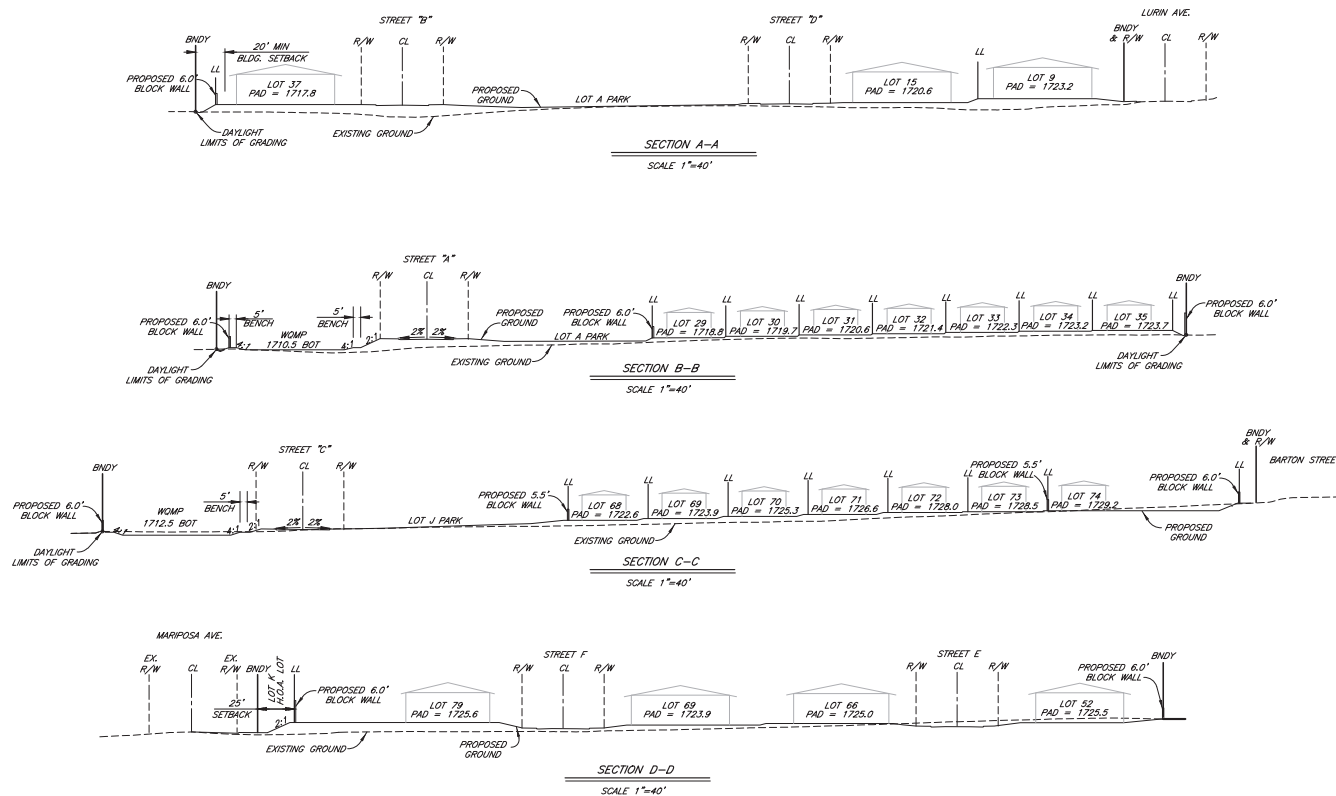 STREET "B"
STREET "D"
LURIN AVE.
BNDY
20' MIN
BLDG. SETBACK
R/W
CL
R/W
R/W
CL
R/W
BNDY
& R/W
CL
R/W
LL
LL
PROPOSED 6.0'
BLOCK WALL
LOT 37
PAD = 1717.8
PROPOSED
GROUND
LOT A PARK
LOT 15
PAD = 1720.6
LOT 9
PAD = 1723.2
DAYLIGHT
LIMITS OF GRADING
EXISTING GROUND
SECTION A-A
SCALE 1"=40'
STREET "A"
BNDY
R/W
CL
R/W
BNDY
PROPOSED 6.0'
BLOCK WALL
5'
BENCH
5'
BENCH
WQMP
1710.5 BOT
4:1
4:1
2:1
2%
2%
PROPOSED
GROUND
LOT A PARK
PROPOSED 6.0'
BLOCK WALL
LL
LL
LL
LL
LL
LL
LL
LL
LOT 29
PAD = 1718.8
LOT 30
PAD = 1719.7
LOT 31
PAD = 1720.6
LOT 32
PAD = 1721.4
LOT 33
PAD = 1722.3
LOT 34
PAD = 1723.2
LOT 35
PAD = 1723.7
PROPOSED 6.0'
BLOCK WALL
DAYLIGHT
LIMITS OF GRADING
EXISTING GROUND
DAYLIGHT
LIMITS OF GRADING
SECTION B-B
SCALE 1"=40'
STREET "C"
BNDY
& R/W
BARTON STREET
BNDY
R/W
CL
R/W
LL
PROPOSED 6.0'
BLOCK WALL
WQMP
1712.5 BOT
5'
BENCH
4:1
4:1
2:1
2%
2%
LOT J PARK
PROPOSED 5.5'
BLOCK WALL
LL
LL
LL
LL
LL
LL
LL
LOT 68
PAD = 1722.6
LOT 69
PAD = 1723.9
LOT 70
PAD = 1725.3
LOT 71
PAD = 1726.6
LOT 72
PAD = 1728.0
LOT 73
PAD = 1728.5
LOT 74
PAD = 1729.2
PROPOSED 5.5'
BLOCK WALL
PROPOSED 6.0'
BLOCK WALL
DAYLIGHT
LIMITS OF GRADING
EXISTING GROUND
PROPOSED
GROUND
SECTION C-C
SCALE 1"=40'
MARIPOSA AVE.
EX.
R/W
CL
EX.
R/W
BNDY
LOT K
H.O.A. LOT
LL
25'
SETBACK
2:1
PROPOSED 6.0'
BLOCK WALL
LOT 79
PAD = 1725.6
STREET F
R/W
CL
R/W
LOT 69
PAD = 1723.9
LOT 66
PAD = 1725.0
STREET E
R/W
CL
R/W
LOT 52
PAD = 1725.5
PROPOSED 6.0'
BLOCK WALL
BNDY
EXISTING GROUND
PROPOSED
GROUND
SECTION D-D
SCALE 1"=40'